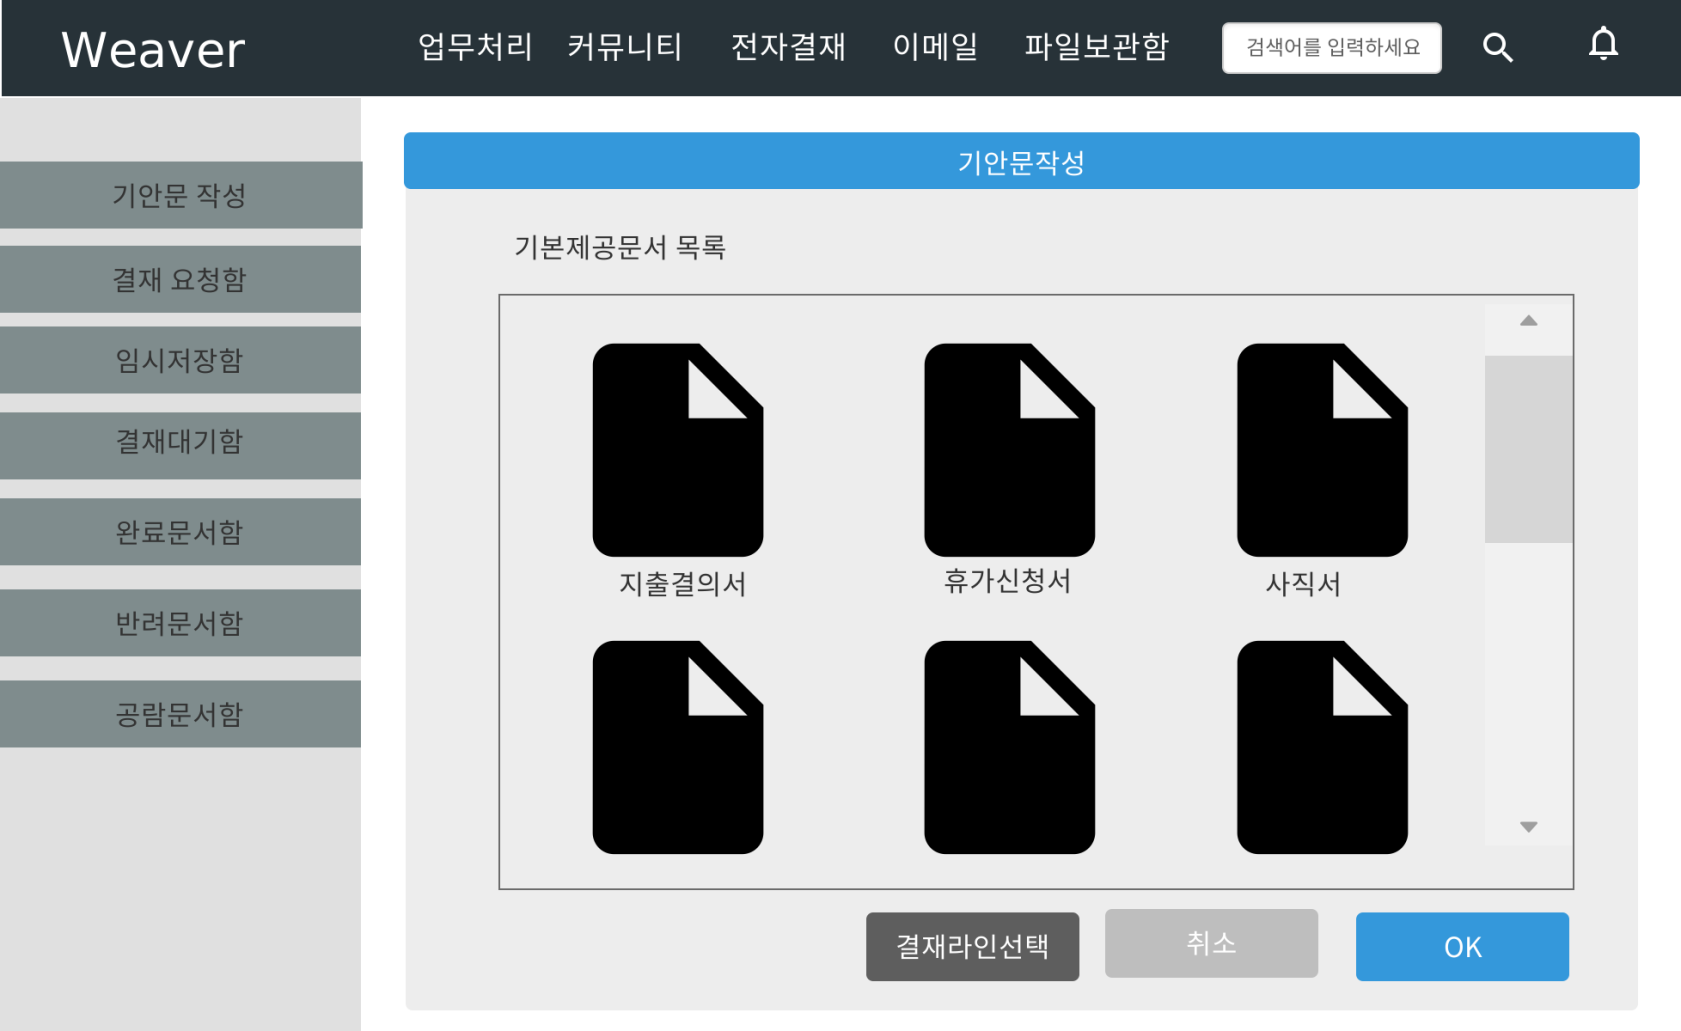 Weaver
업무처리 커뮤니티 전자결재 이메일 파일보관함 검색어를 입력하세요
기안문 작성
결재 요청함
임시저장함
결재대기함
완료문서함
반려문서함
공람문서함
기안문작성
기본제공문서 목록
지출결의서 휴가신청서 사직서
결재라인선택 취소 OK